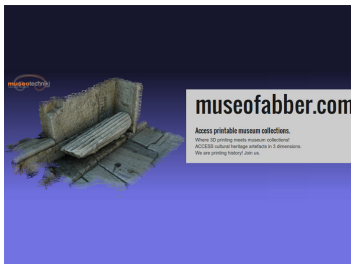 museotechniki
museofabber.com
Access printable museum collections.
Where 3D printing meets museum collections!
ACCESS cultural heritage artefacts in 3 dimensions.
We are printing history! Join us.